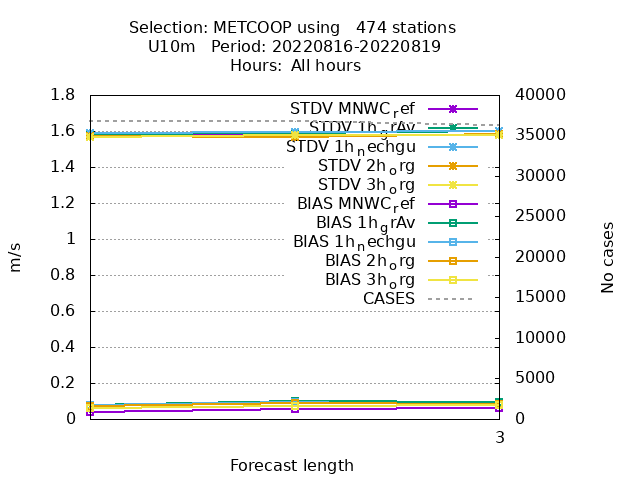 Selection: METCOOP using   474 stations
U10m   Period: 20220816-20220819
Hours:  All hours
1.8
1.6
1.4
1.2
1
0.8
0.6
0.4
0.2
0
m/s
STDV MNWC_ref
STDV 1h_grAv
STDV 1h_nechgu
STDV 2h_org
STDV 3h_org
BIAS MNWC_ref
BIAS 1h_grAv
BIAS 1h_nechgu
BIAS 2h_org
BIAS 3h_org
CASES
40000
35000
30000
25000
20000
15000
10000
5000
0
No cases
3
Forecast length